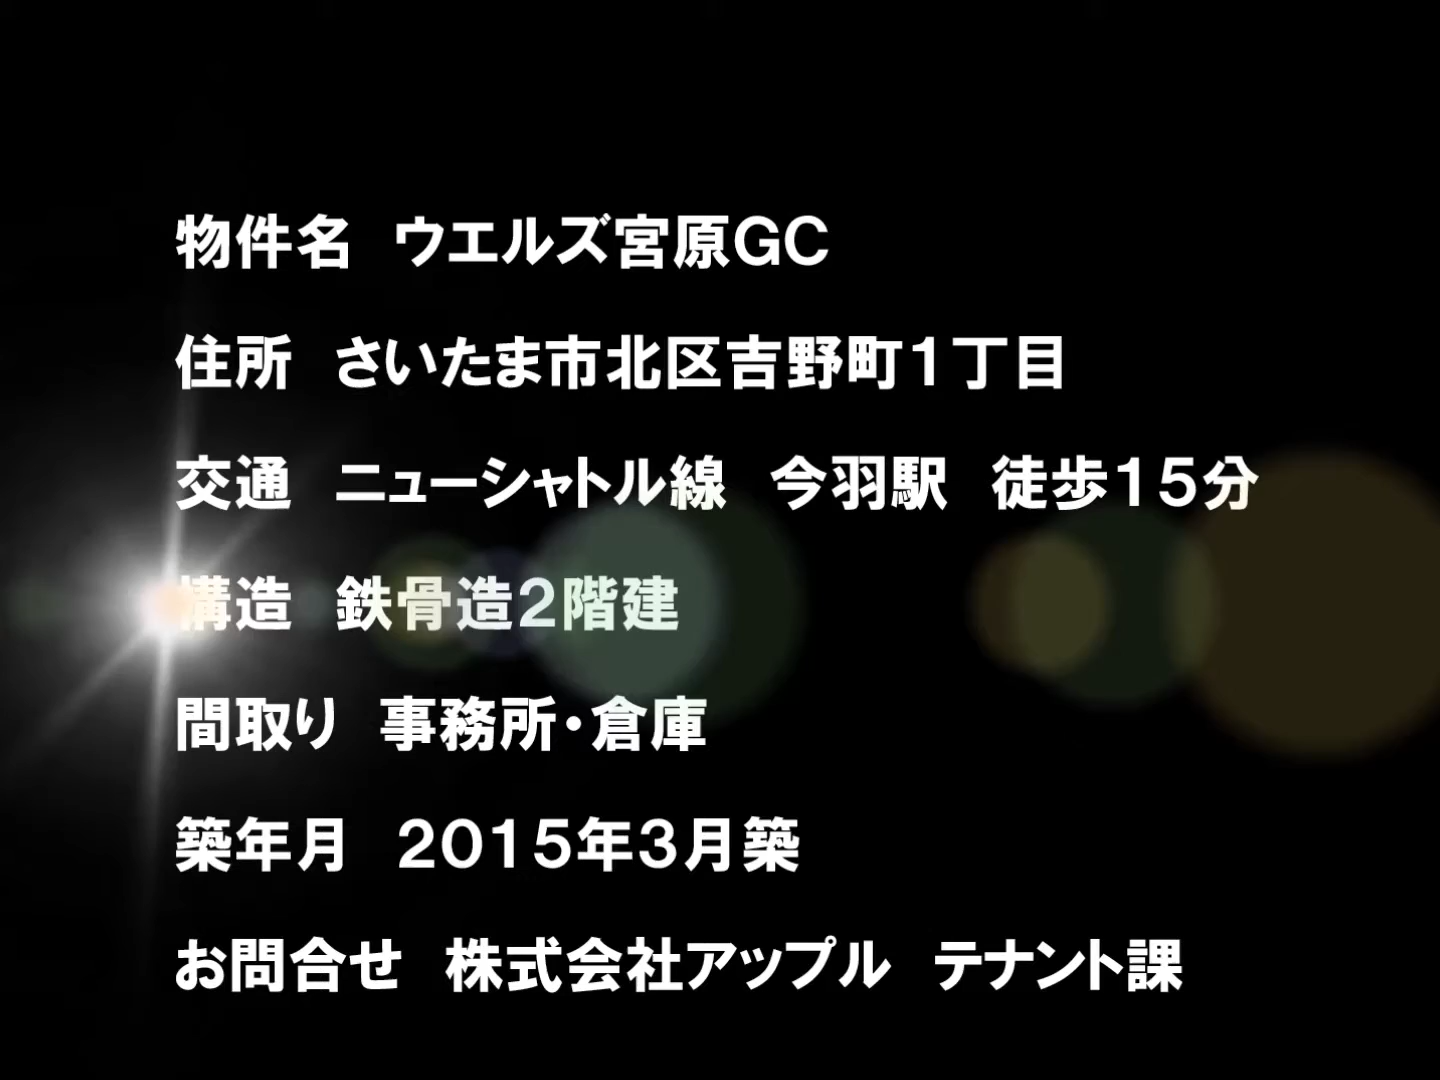 物件名　ウエルズ宮原GC
住所　さいたま市北区吉野町1丁目
交通　ニューシャトル線　今羽駅　徒歩15分
構造　鉄骨造2階建
間取り　事務所・倉庫
築年月　2015年3月築
お問合せ　株式会社アップル　テナント課